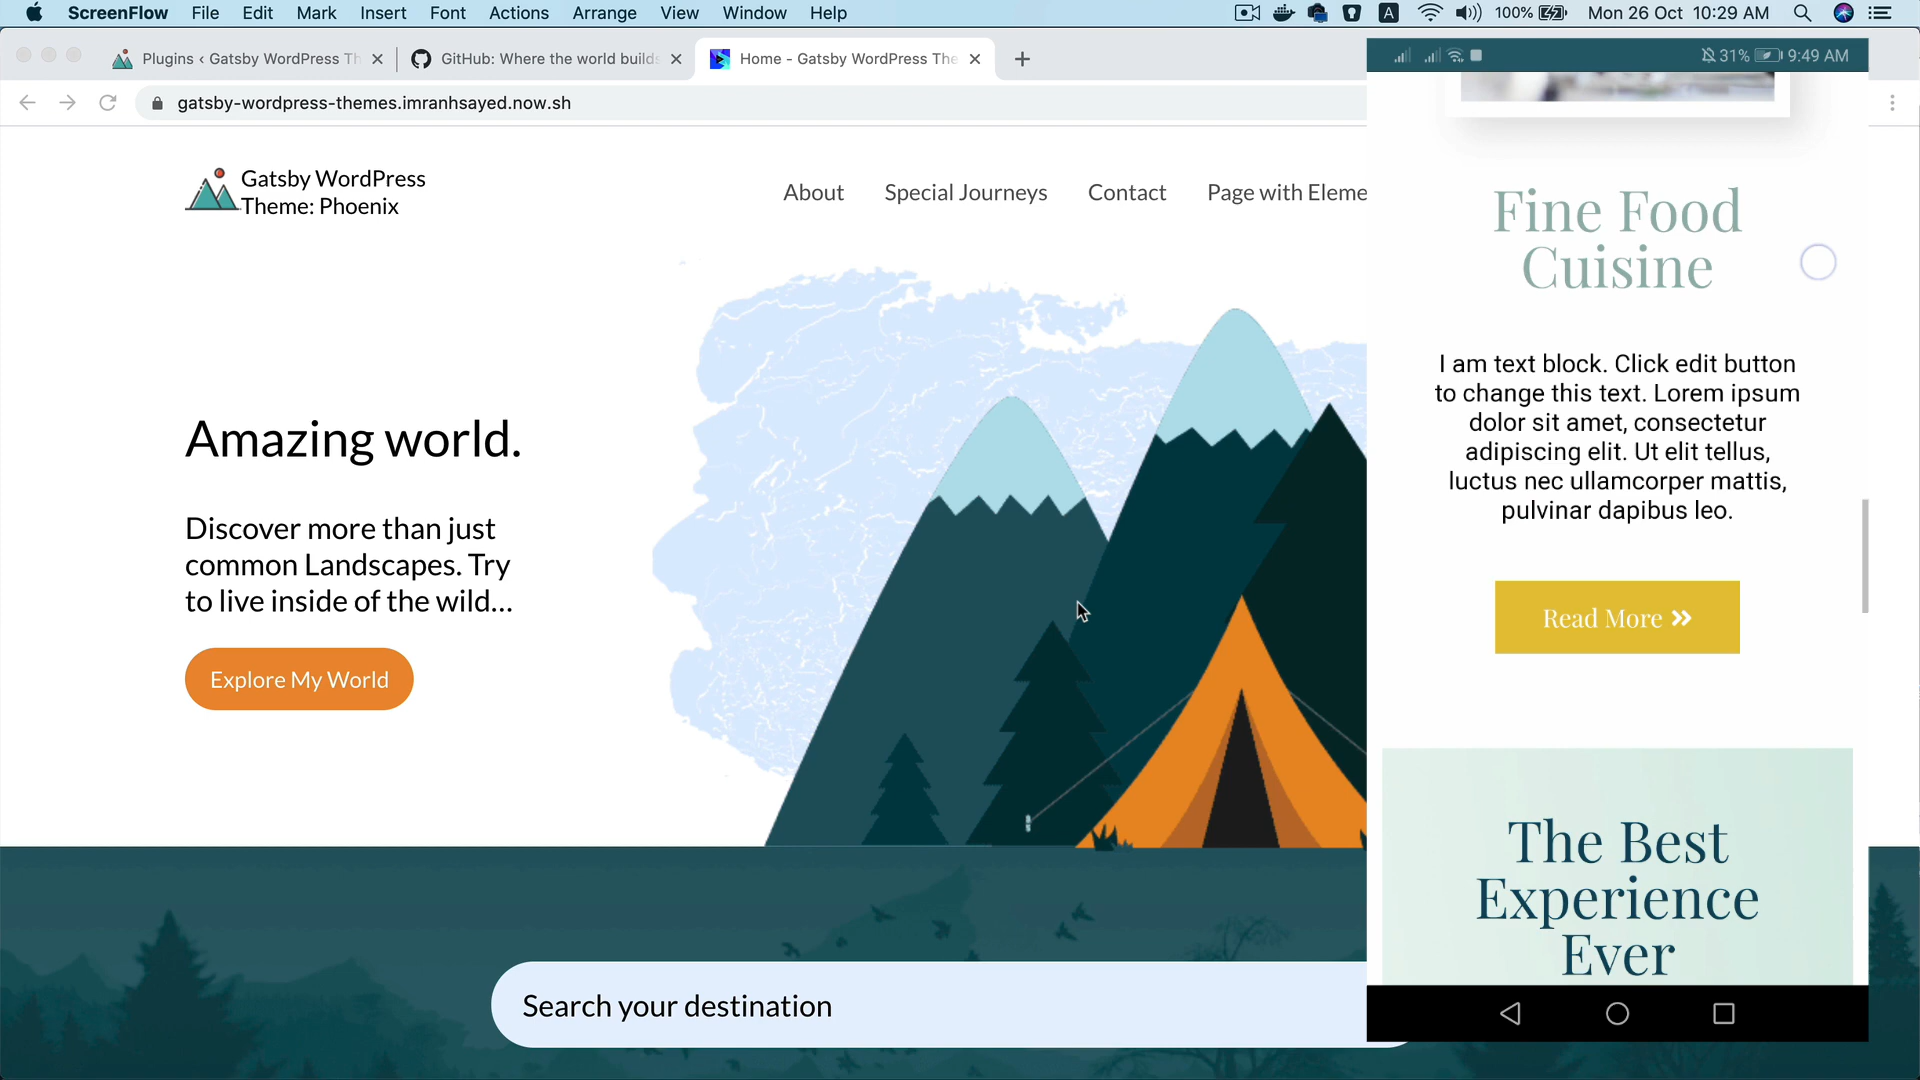 ScreenFlow File Edit Mark Insert Font Actions Arrange View Window Help A 100% Mon 26 Oct 10:29 AM
Plugins ‹ Gatsby WordPress Th
GitHub: Where the world builds
Home - Gatsby WordPress The
gatsby-wordpress-themes.imranhsayed.now.sh
Gatsby WordPress
Theme: Phoenix
About Special Journeys Contact Page with Eleme
Amazing world.
Discover more than just
common Landscapes. Try
to live inside of the wild...
Explore My World
Search your destination
31% 9:49 AM
Fine Food
Cuisine
I am text block. Click edit button
to change this text. Lorem ipsum
dolor sit amet, consectetur
adipiscing elit. Ut elit tellus,
luctus nec ullamcorper mattis,
pulvinar dapibus leo.
Read More »
The Best
Experience
Ever